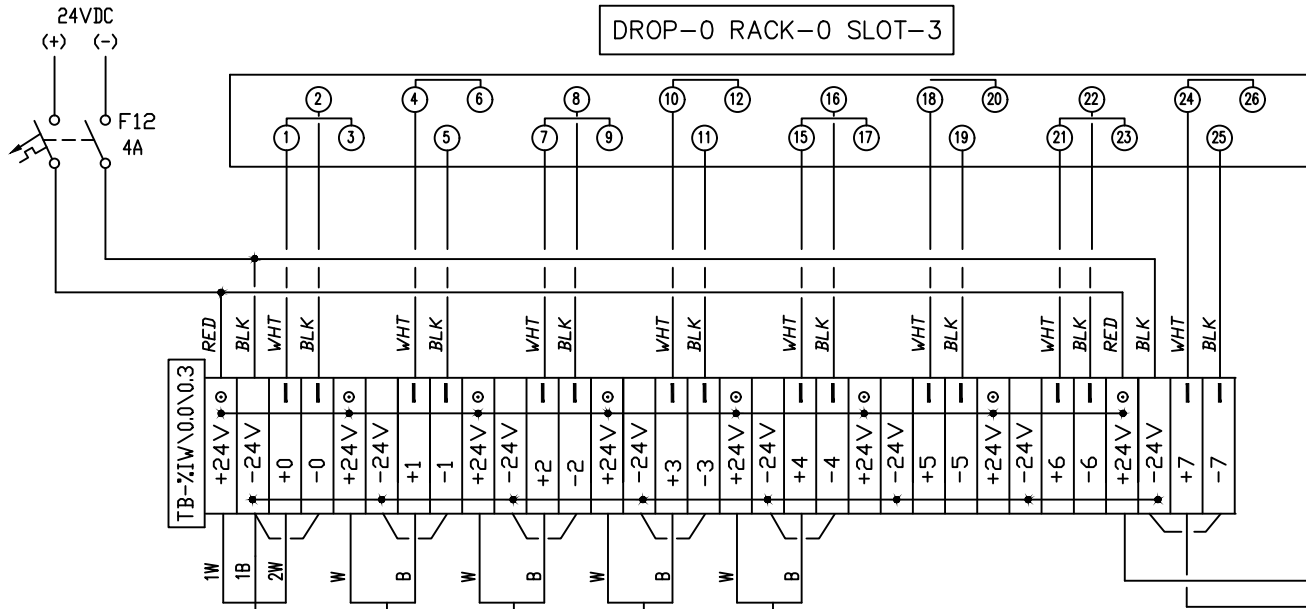 24VDC
(+) (-)
F12
4A
DROP-0 RACK-0 SLOT-3
2 4 6 8 10 12 16 18 20 22 24 26
1 3 5 7 9 11 15 17 19 21 23 25
RED BLK WHT BLK WHT BLK WHT BLK WHT BLK WHT BLK WHT BLK WHT BLK RED BLK WHT BLK
TB-%IW\0.0\0.3
+24V -24V +0 -0 +24V -24V +1 -1 +24V -24V +2 -2 +24V -24V +3 -3 +24V -24V +4 -4 +24V -24V +5 -5 +24V -24V +6 -6 +24V -24V +7 -7
1W 1B 2W W B W B W B W B